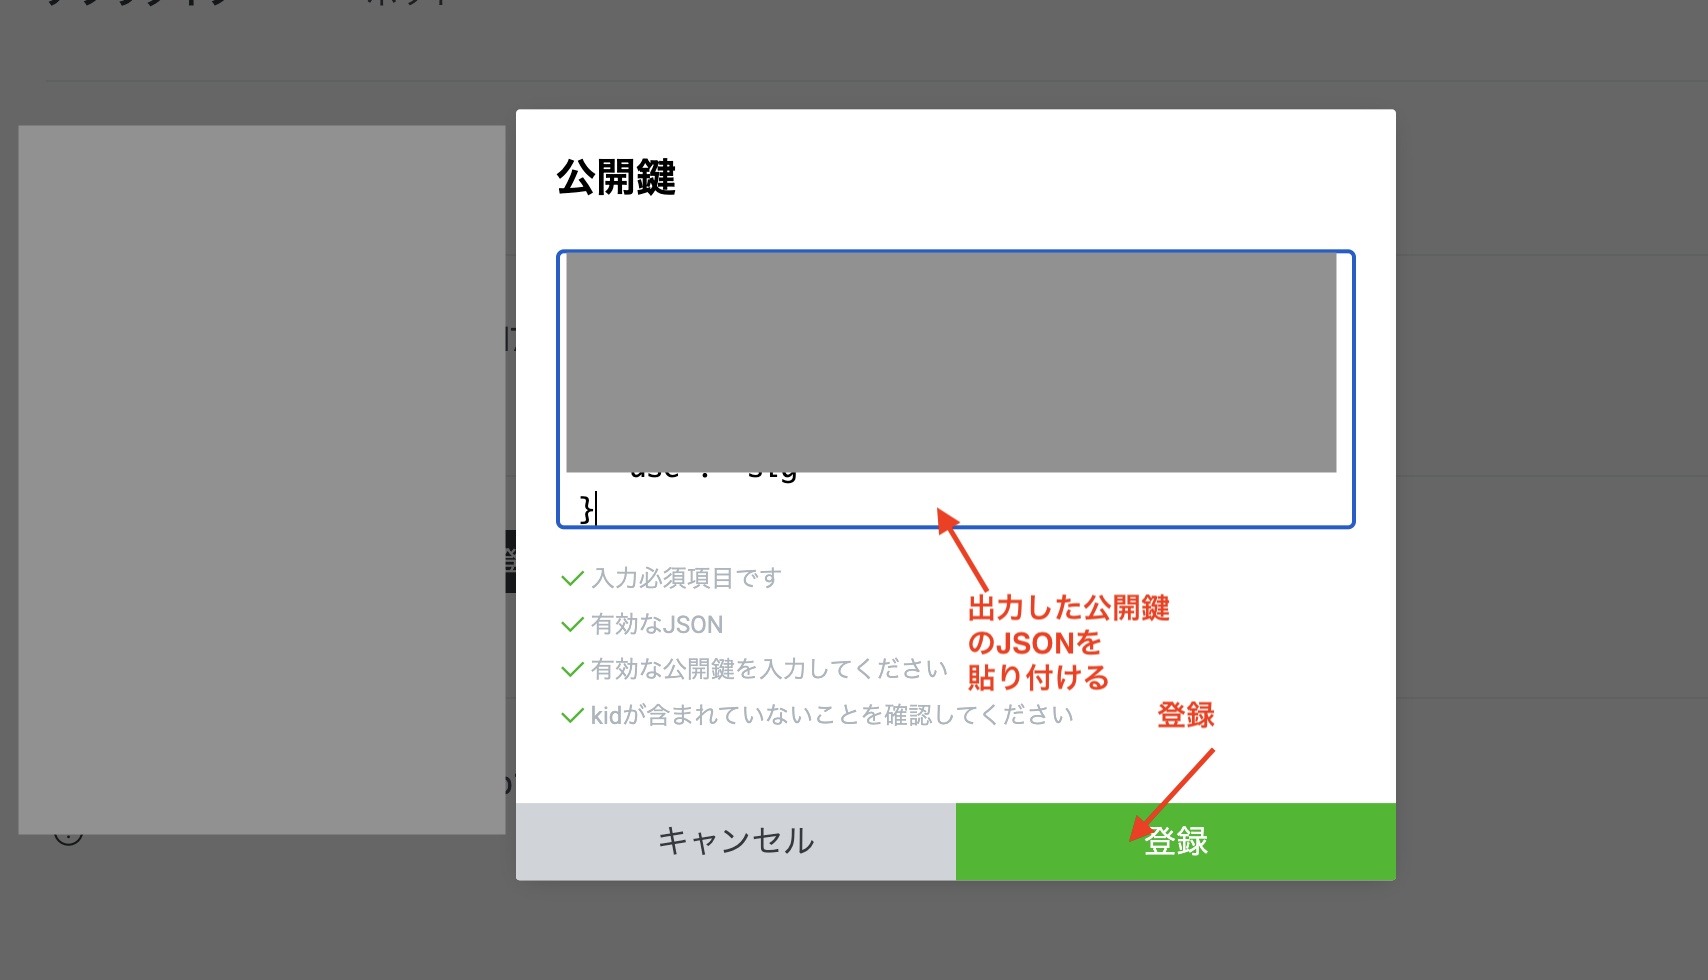 公開鍵
}
入力必須項目です
有効なJSON
有効な公開鍵を入力してください
kidが含まれていないことを確認してください
出力した公開鍵
のJSONを
貼り付ける
登録
キャンセル
登録